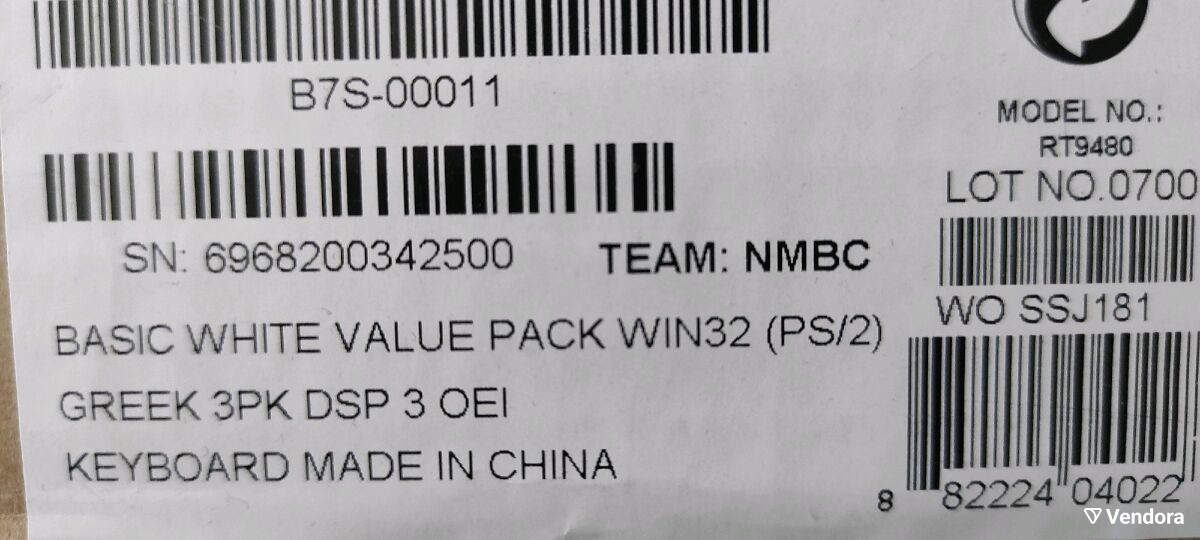 B7S-00011
MODEL NO.:
RT9480
LOT NO.0700
SN: 6968200342500 TEAM: NMBC
WO SSJ181
BASIC WHITE VALUE PACK WIN32 (PS/2)
GREEK 3PK DSP 3 OEI
KEYBOARD MADE IN CHINA
8 82224 04022
Vendora